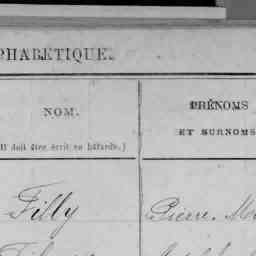 PHABÉTIQUE.
NOM.
PRÉNOMS
ET SURNOMS
Il doit être écrit en bâtarde.)
Filly
Pierre. M